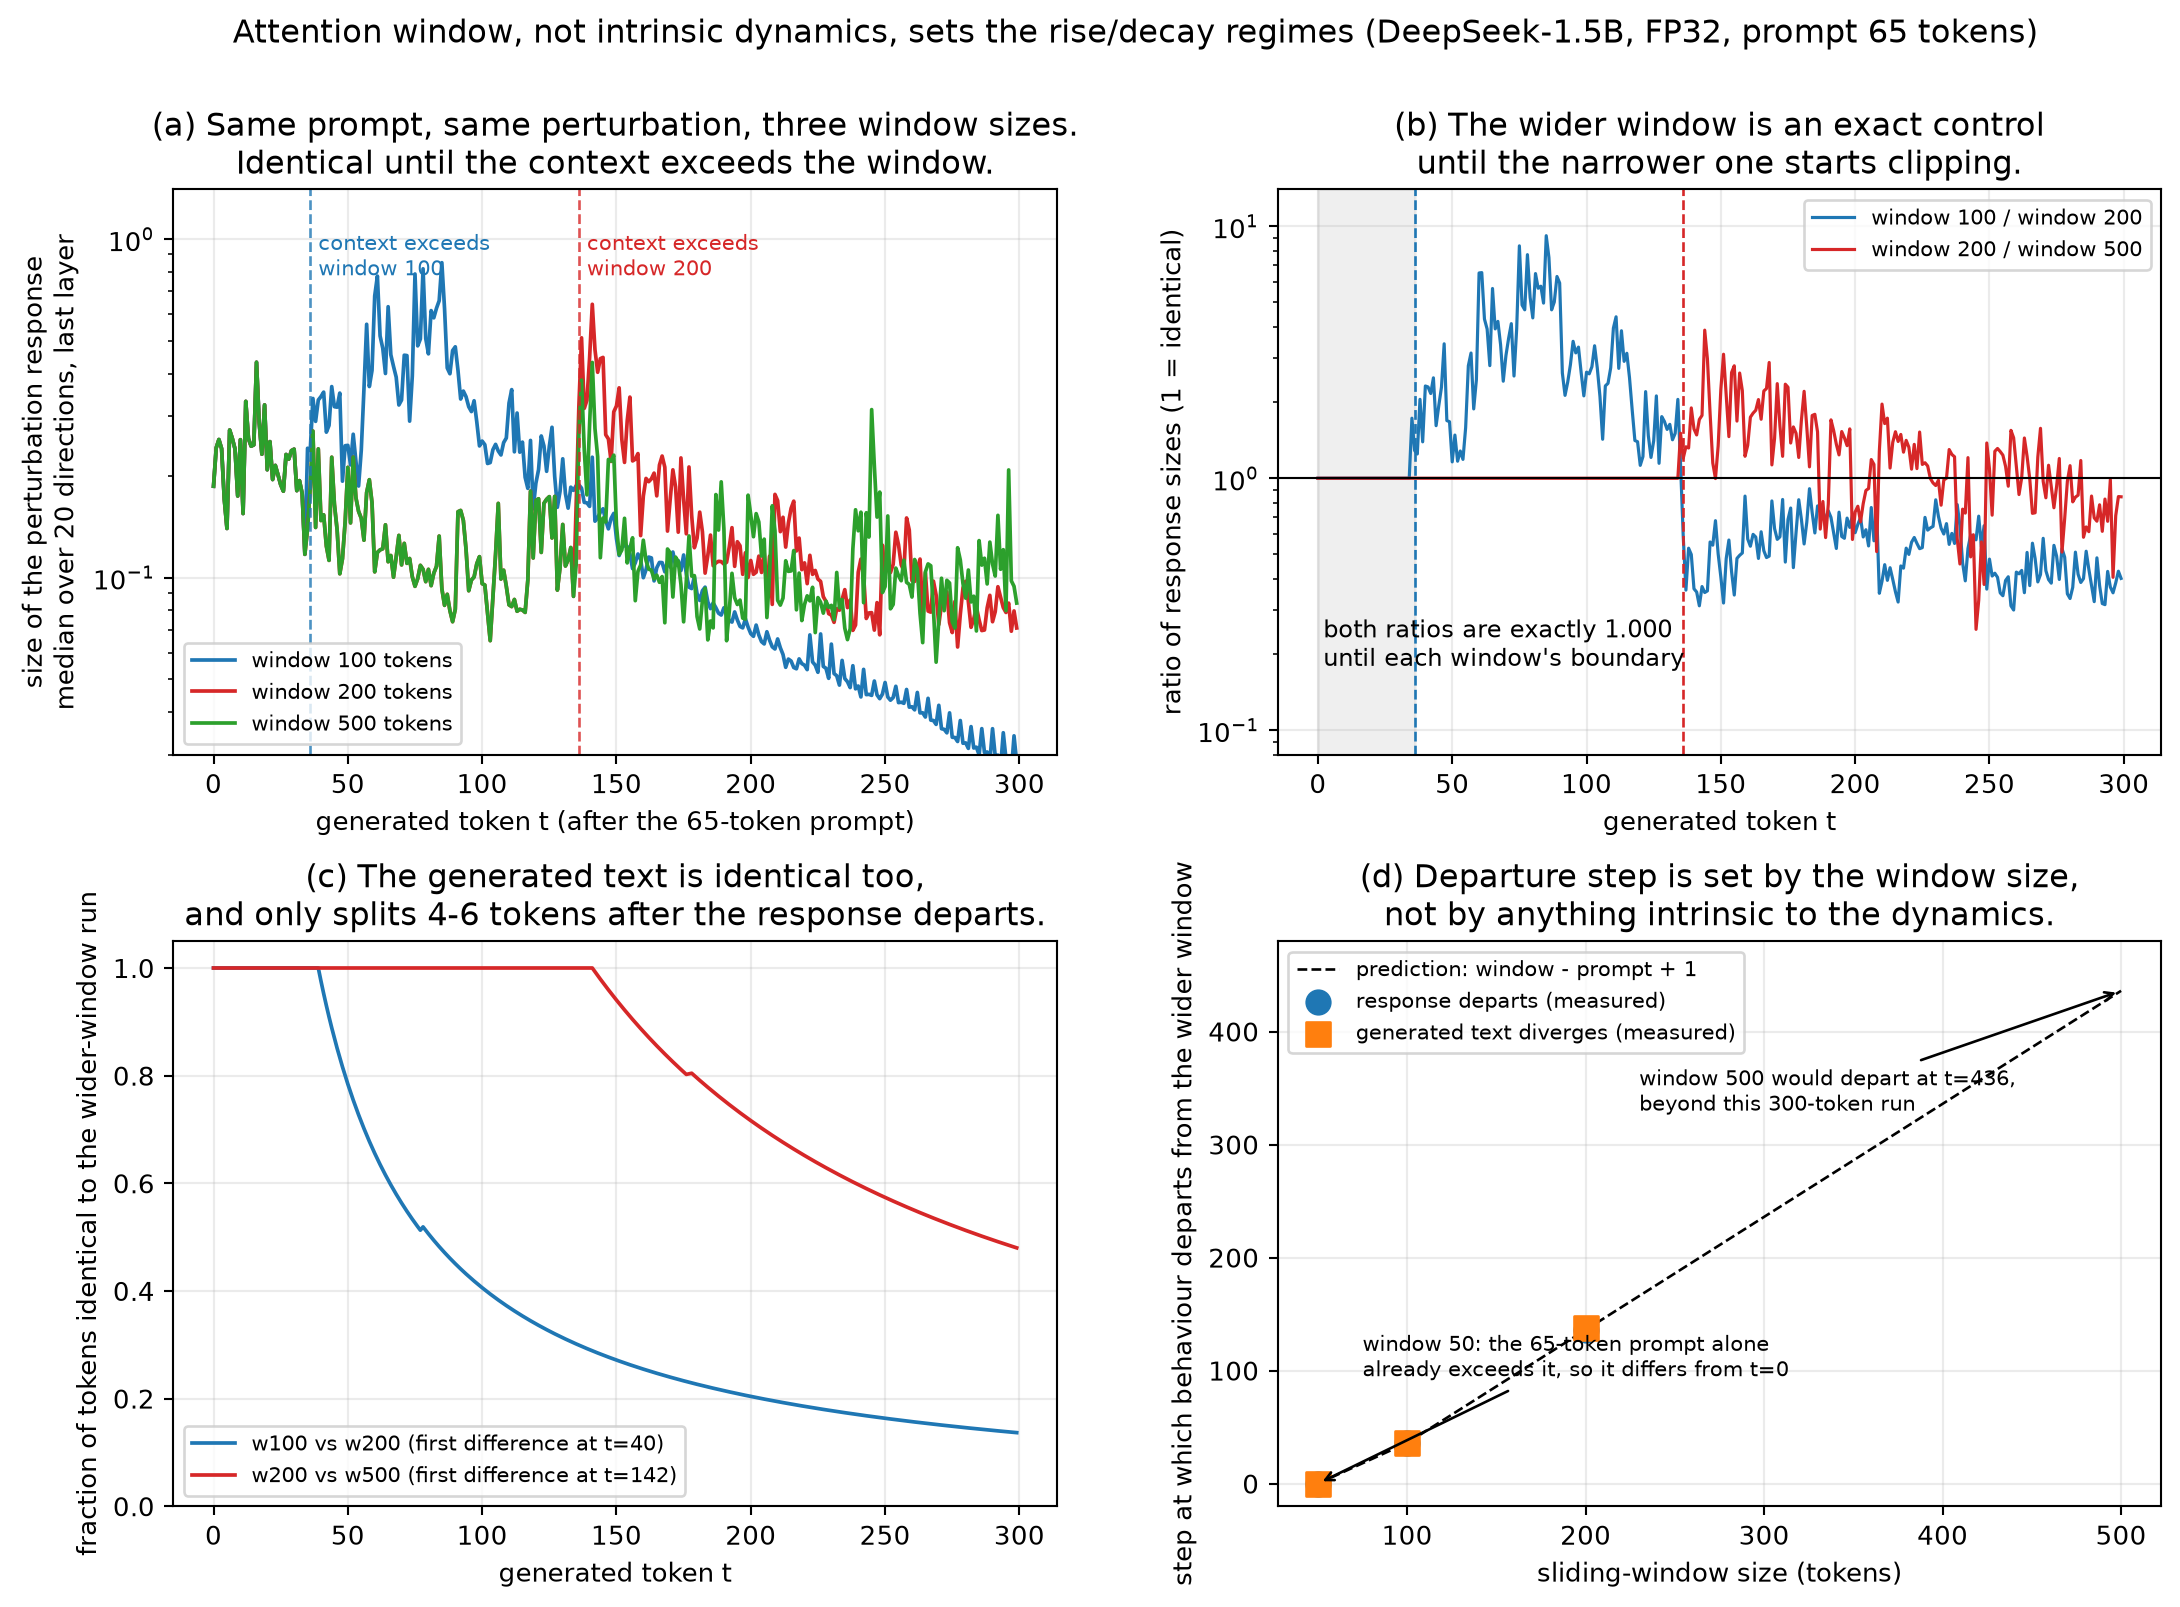 Attention window, not intrinsic dynamics, sets the rise/decay regimes (DeepSeek-1.5B, FP32, prompt 65 tokens)
(a) Same prompt, same perturbation, three window sizes.
Identical until the context exceeds the window.
size of the perturbation response
median over 20 directions, last layer
10⁰
10⁻¹
context exceeds
window 100
context exceeds
window 200
window 100 tokens
window 200 tokens
window 500 tokens
0 50 100 150 200 250 300
generated token t (after the 65-token prompt)
(b) The wider window is an exact control
until the narrower one starts clipping.
ratio of response sizes (1 = identical)
10¹
10⁰
10⁻¹
window 100 / window 200
window 200 / window 500
both ratios are exactly 1.000
until each window's boundary
0 50 100 150 200 250 300
generated token t
(c) The generated text is identical too,
and only splits 4-6 tokens after the response departs.
fraction of tokens identical to the wider-window run
1.0
0.8
0.6
0.4
0.2
0.0
w100 vs w200 (first difference at t=40)
w200 vs w500 (first difference at t=142)
0 50 100 150 200 250 300
generated token t
(d) Departure step is set by the window size,
not by anything intrinsic to the dynamics.
step at which behaviour departs from the wider window
400
300
200
100
0
prediction: window - prompt + 1
response departs (measured)
generated text diverges (measured)
window 500 would depart at t=436,
beyond this 300-token run
window 50: the 65-token prompt alone
already exceeds it, so it differs from t=0
100 200 300 400 500
sliding-window size (tokens)